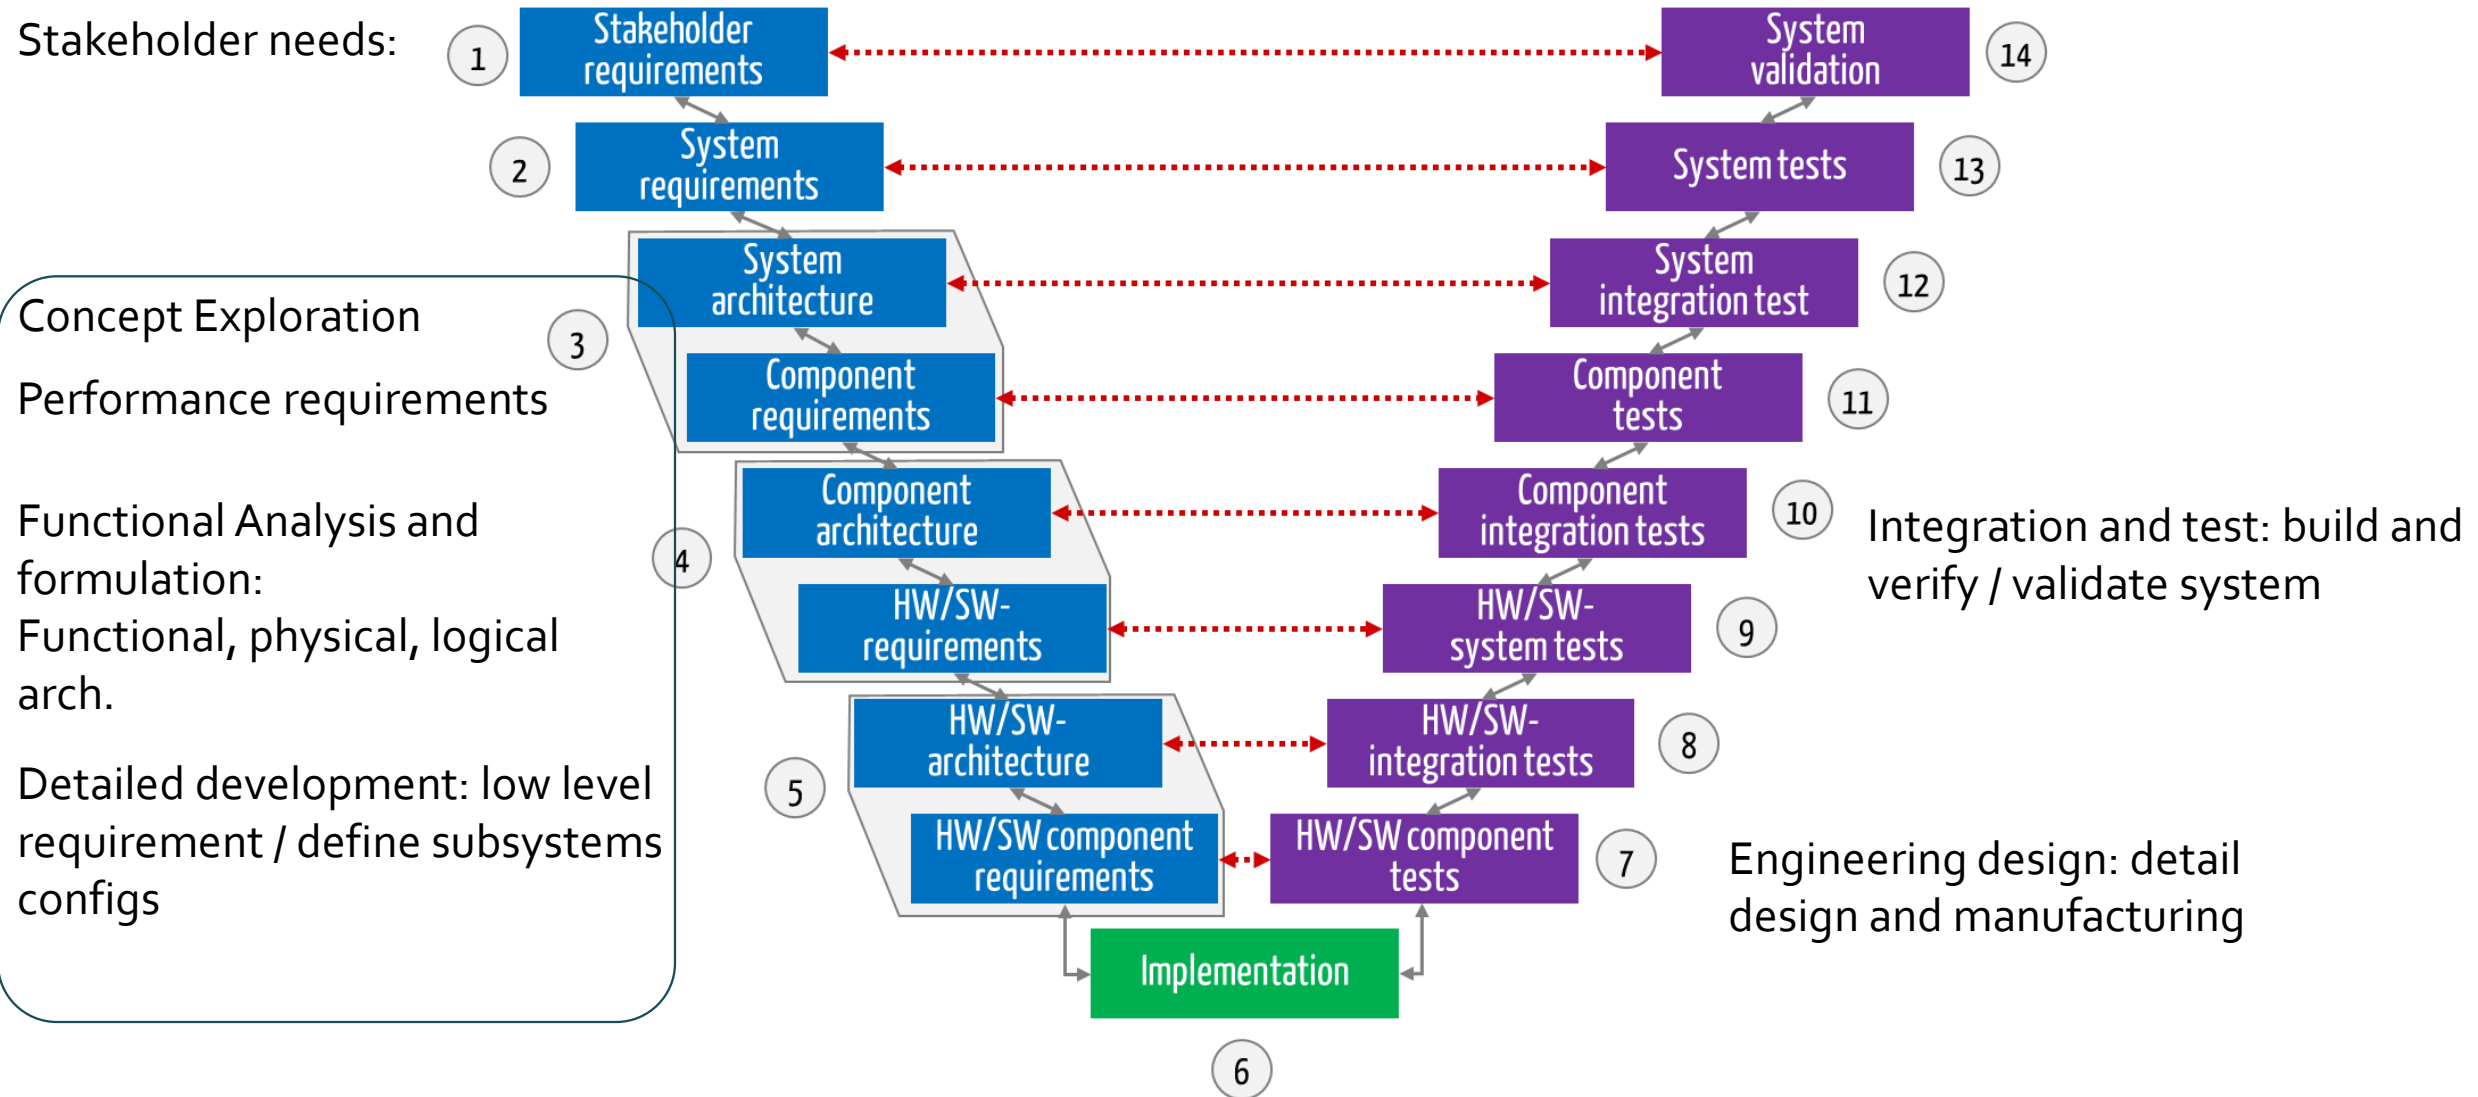 Stakeholder needs:
1
Stakeholder
requirements
System
validation
14
2
System
requirements
System tests
13
System
architecture
System
integration test
12
Concept Exploration
3
Performance requirements
Component
requirements
Component
tests
11
Functional Analysis and
formulation:
Functional, physical, logical
arch.
4
Component
architecture
Component
integration tests
10
Integration and test: build and
verify / validate system
HW/SW-
requirements
HW/SW-
system tests
9
HW/SW-
architecture
HW/SW-
integration tests
8
Detailed development: low level
requirement / define subsystems
configs
5
HW/SW component
requirements
HW/SW component
tests
7
Engineering design: detail
design and manufacturing
Implementation
6